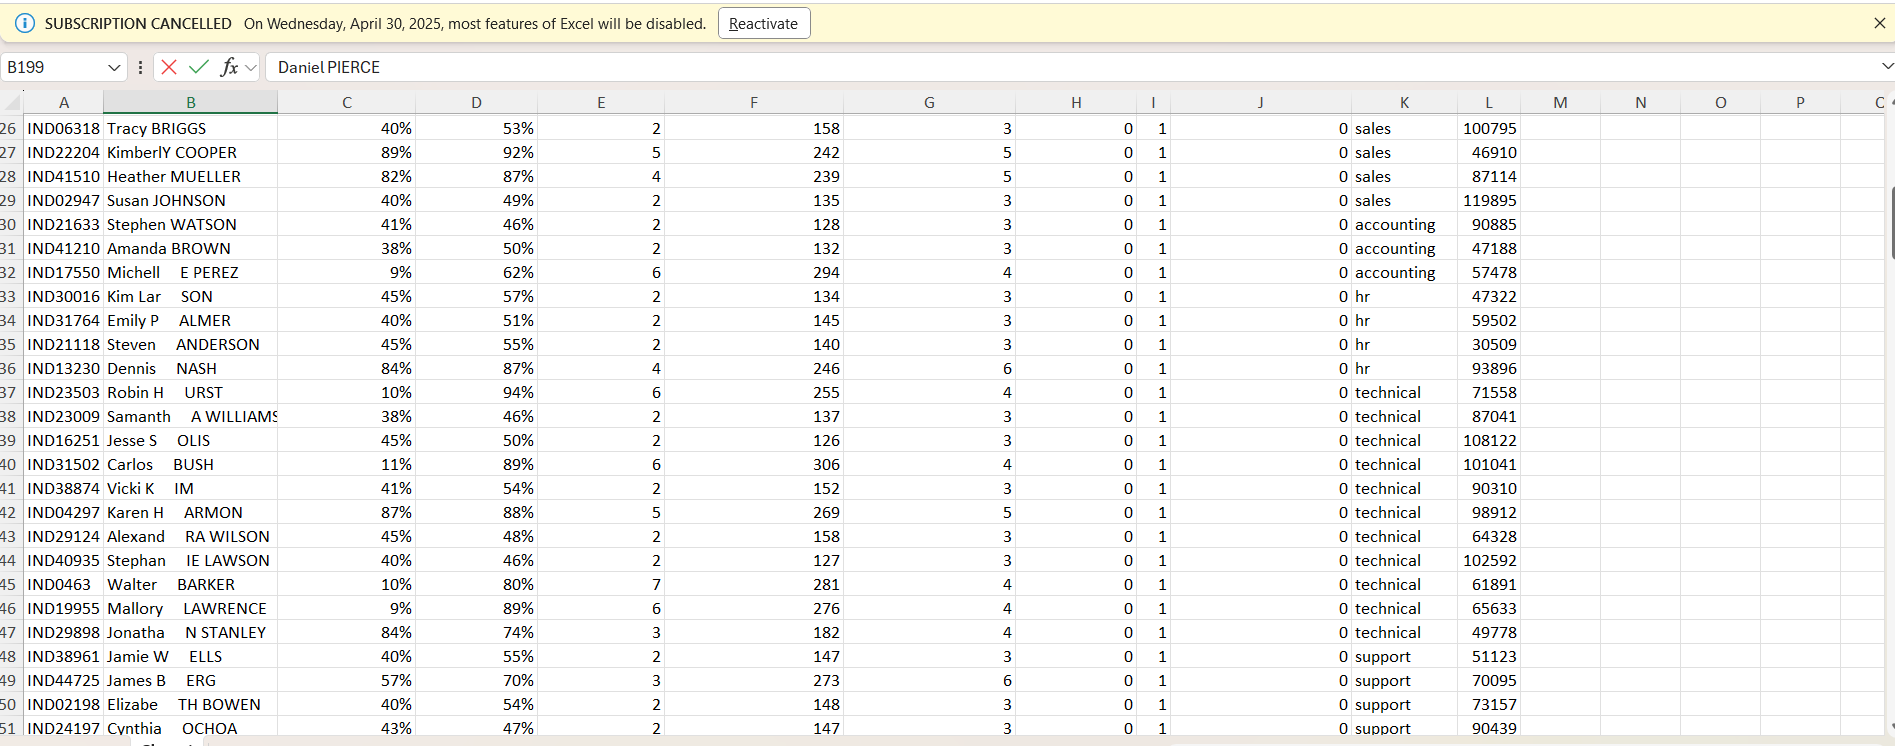 SUBSCRIPTION CANCELLED On Wednesday, April 30, 2025, most features of Excel will be disabled. Reactivate
B199 fx Daniel PIERCE
A B C D E F G H I J K L M N O P
26 IND06318 Tracy BRIGGS 40% 53% 2 158 3 0 1 0 sales 100795
27 IND22204 KimberlY COOPER 89% 92% 5 242 5 0 1 0 sales 46910
28 IND41510 Heather MUELLER 82% 87% 4 239 5 0 1 0 sales 87114
29 IND02947 Susan JOHNSON 40% 49% 2 135 3 0 1 0 sales 119895
30 IND21633 Stephen WATSON 41% 46% 2 128 3 0 1 0 accounting 90885
31 IND41210 Amanda BROWN 38% 50% 2 132 3 0 1 0 accounting 47188
32 IND17550 Michell E PEREZ 9% 62% 6 294 4 0 1 0 accounting 57478
33 IND30016 Kim Lar SON 45% 57% 2 134 3 0 1 0 hr 47322
34 IND31764 Emily P ALMER 40% 51% 2 145 3 0 1 0 hr 59502
35 IND21118 Steven ANDERSON 45% 55% 2 140 3 0 1 0 hr 30509
36 IND13230 Dennis NASH 84% 87% 4 246 6 0 1 0 hr 93896
37 IND23503 Robin H URST 10% 94% 6 255 4 0 1 0 technical 71558
38 IND23009 Samanth A WILLIAMS 38% 46% 2 137 3 0 1 0 technical 87041
39 IND16251 Jesse S OLIS 45% 50% 2 126 3 0 1 0 technical 108122
40 IND31502 Carlos BUSH 11% 89% 6 306 4 0 1 0 technical 101041
41 IND38874 Vicki K IM 41% 54% 2 152 3 0 1 0 technical 90310
42 IND04297 Karen H ARMON 87% 88% 5 269 5 0 1 0 technical 98912
43 IND29124 Alexand RA WILSON 45% 48% 2 158 3 0 1 0 technical 64328
44 IND40935 Stephan IE LAWSON 40% 46% 2 127 3 0 1 0 technical 102592
45 IND0463 Walter BARKER 10% 80% 7 281 4 0 1 0 technical 61891
46 IND19955 Mallory LAWRENCE 9% 89% 6 276 4 0 1 0 technical 65633
47 IND29898 Jonatha N STANLEY 84% 74% 3 182 4 0 1 0 technical 49778
48 IND38961 Jamie W ELLS 40% 55% 2 147 3 0 1 0 support 51123
49 IND44725 James B ERG 57% 70% 3 273 6 0 1 0 support 70095
50 IND02198 Elizabe TH BOWEN 40% 54% 2 148 3 0 1 0 support 73157
51 IND24197 Cynthia OCHOA 43% 47% 2 147 3 0 1 0 support 90439